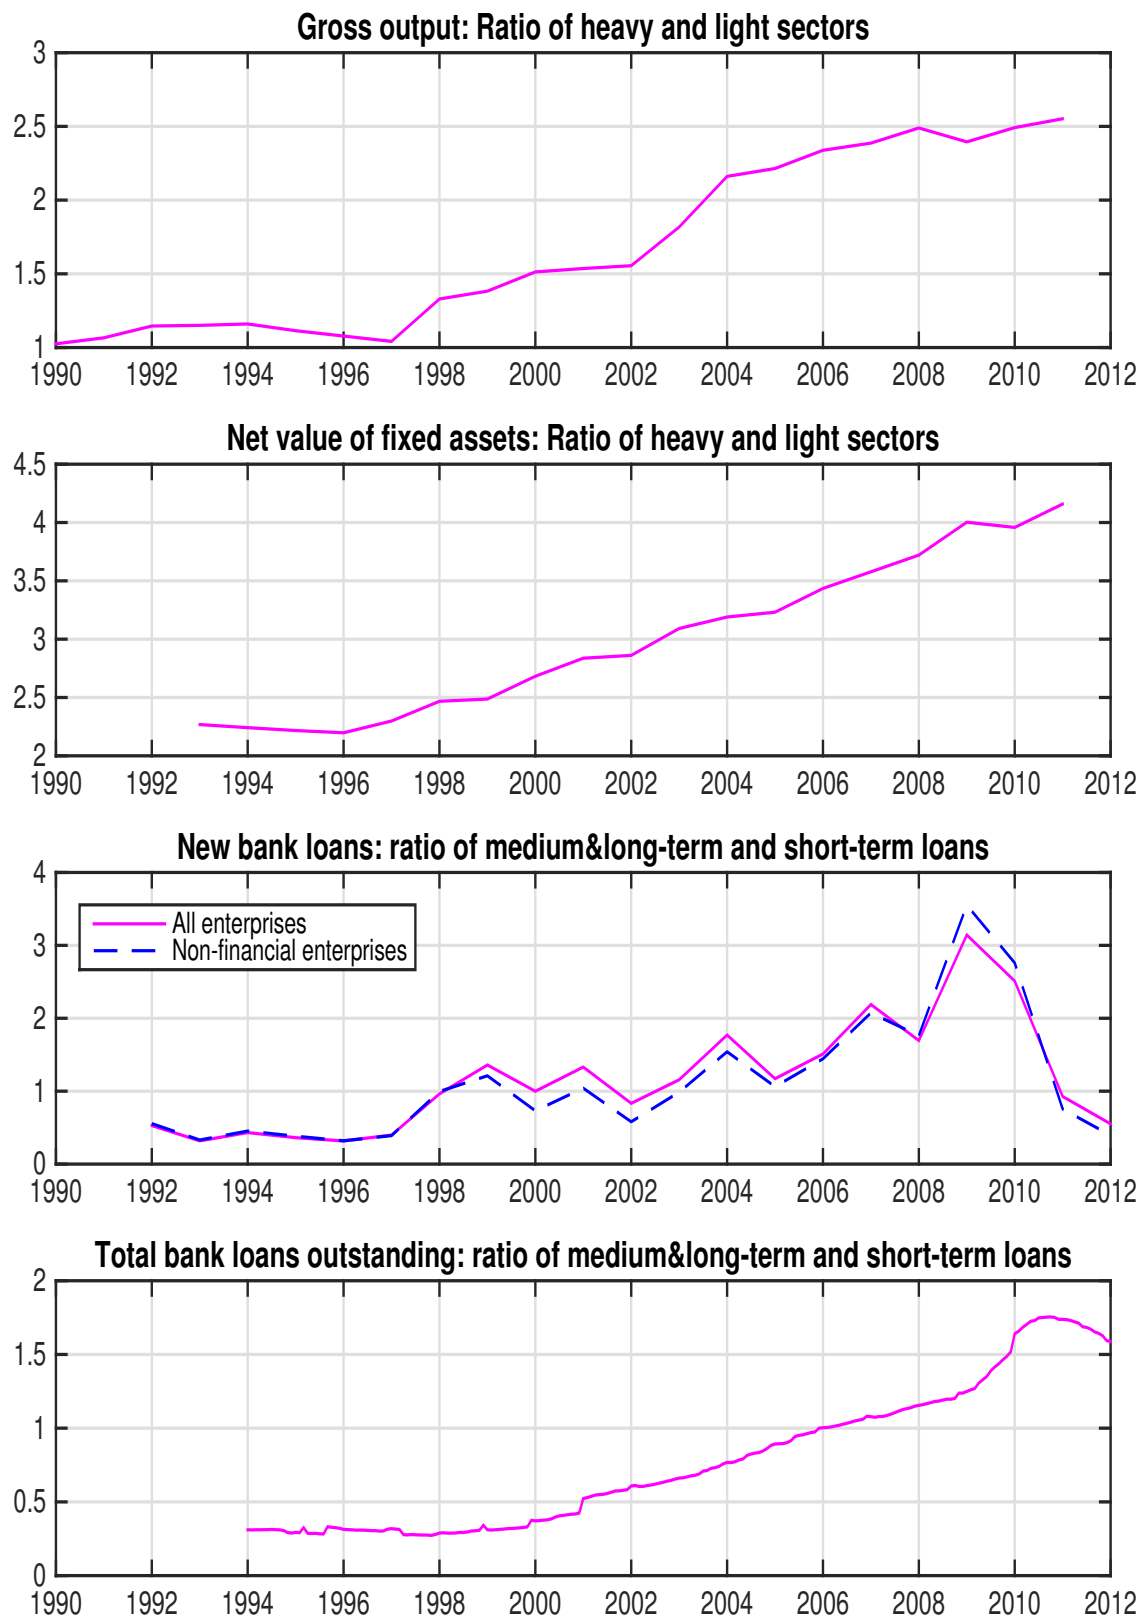 Gross output: Ratio of heavy and light sectors
3
2.5
2
1.5
1
1990 1992 1994 1996 1998 2000 2002 2004 2006 2008 2010 2012
Net value of fixed assets: Ratio of heavy and light sectors
4.5
4
3.5
3
2.5
2
1990 1992 1994 1996 1998 2000 2002 2004 2006 2008 2010 2012
New bank loans: ratio of medium&long-term and short-term loans
4
All enterprises
Non-financial enterprises
3
2
1
0
1990 1992 1994 1996 1998 2000 2002 2004 2006 2008 2010 2012
Total bank loans outstanding: ratio of medium&long-term and short-term loans
2
1.5
1
0.5
0
1990 1992 1994 1996 1998 2000 2002 2004 2006 2008 2010 2012